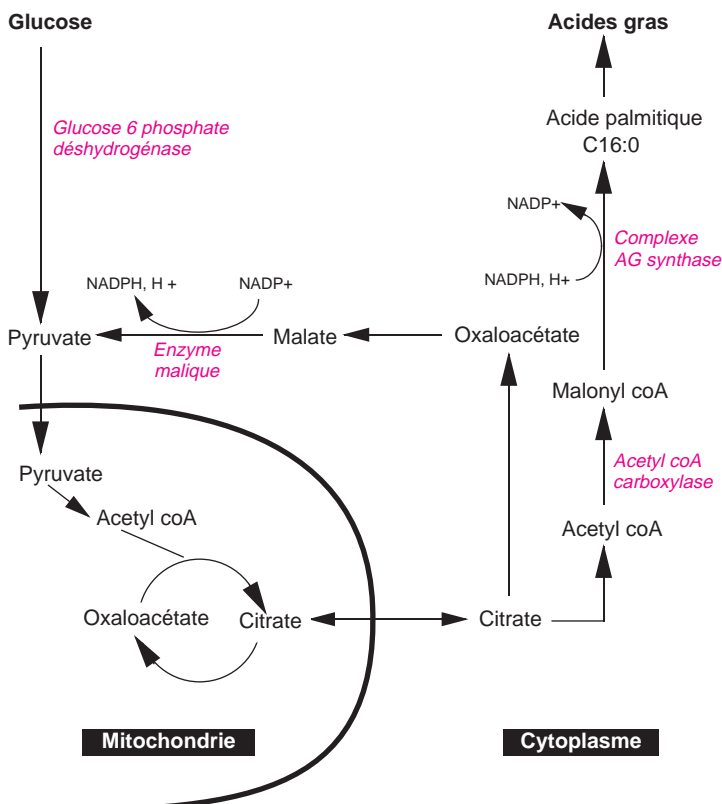 Glucose
Acides gras
Glucose 6 phosphate
déshydrogénase
Acide palmitique
C16:0
NADP+
Complexe
AG synthase
NADPH, H+
NADPH, H +
NADP+
Pyruvate
Enzyme
malique
Malate
Oxaloacétate
Malonyl coA
Acetyl coA
carboxylase
Pyruvate
Acetyl coA
Acetyl coA
Oxaloacétate
Citrate
Citrate
Mitochondrie
Cytoplasme